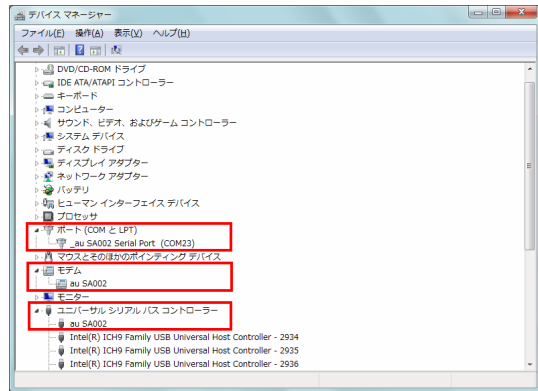 デバイス マネージャー
ファイル(F) 操作(A) 表示(V) ヘルプ(H)
DVD/CD-ROM ドライブ
IDE ATA/ATAPI コントローラー
キーボード
コンピューター
サウンド、ビデオ、およびゲーム コントローラー
システム デバイス
ディスク ドライブ
ディスプレイ アダプター
ネットワーク アダプター
バッテリ
ヒューマン インターフェイス デバイス
プロセッサ
ポート (COM と LPT)
_au SA002 Serial Port (COM23)
マウスとそのほかのポインティング デバイス
モデム
au SA002
モニター
ユニバーサル シリアル バス コントローラー
au SA002
Intel(R) ICH9 Family USB Universal Host Controller - 2934
Intel(R) ICH9 Family USB Universal Host Controller - 2935
Intel(R) ICH9 Family USB Universal Host Controller - 2936